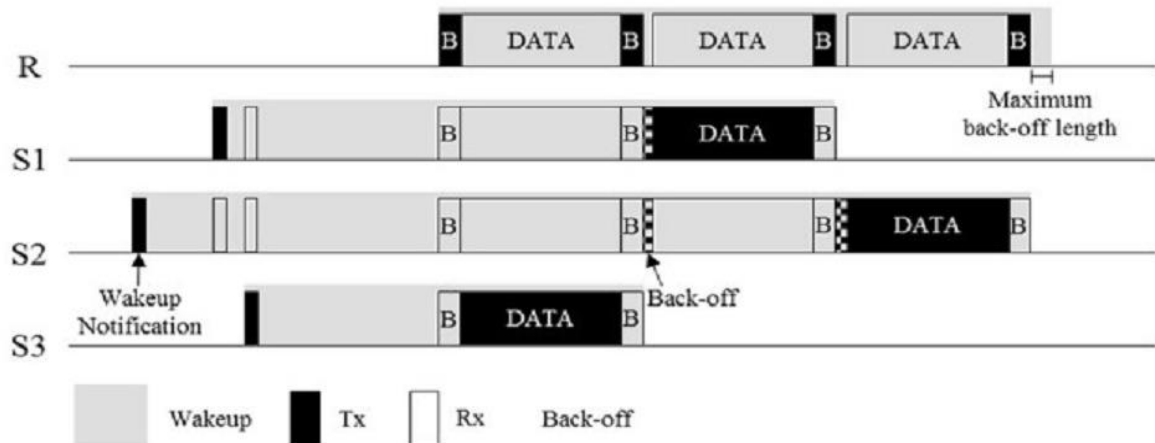 R B DATA B DATA B DATA B
Maximum
back-off length
S1 B B DATA B
S2 B B B DATA B
Wakeup
Notification
Back-off
S3 B DATA B
Wakeup Tx Rx Back-off